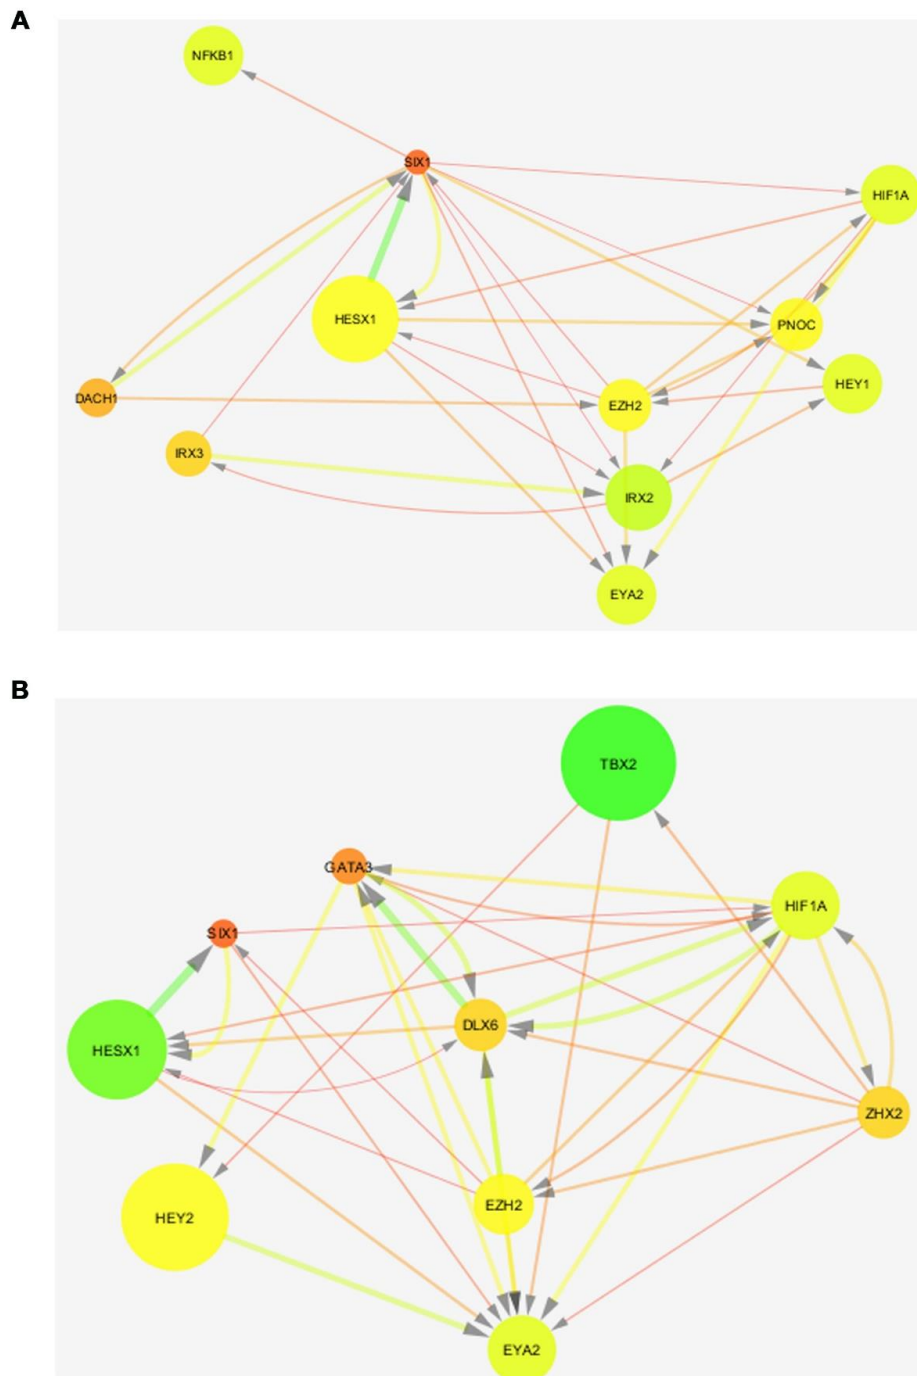 A
NFKB1
SIX1
HIF1A
HESX1
PNOC
HEY1
DACH1
EZH2
IRX3
IRX2
EYA2
B
TBX2
GATA3
HIF1A
SIX1
DLX6
HESX1
ZHX2
EZH2
HEY2
EYA2